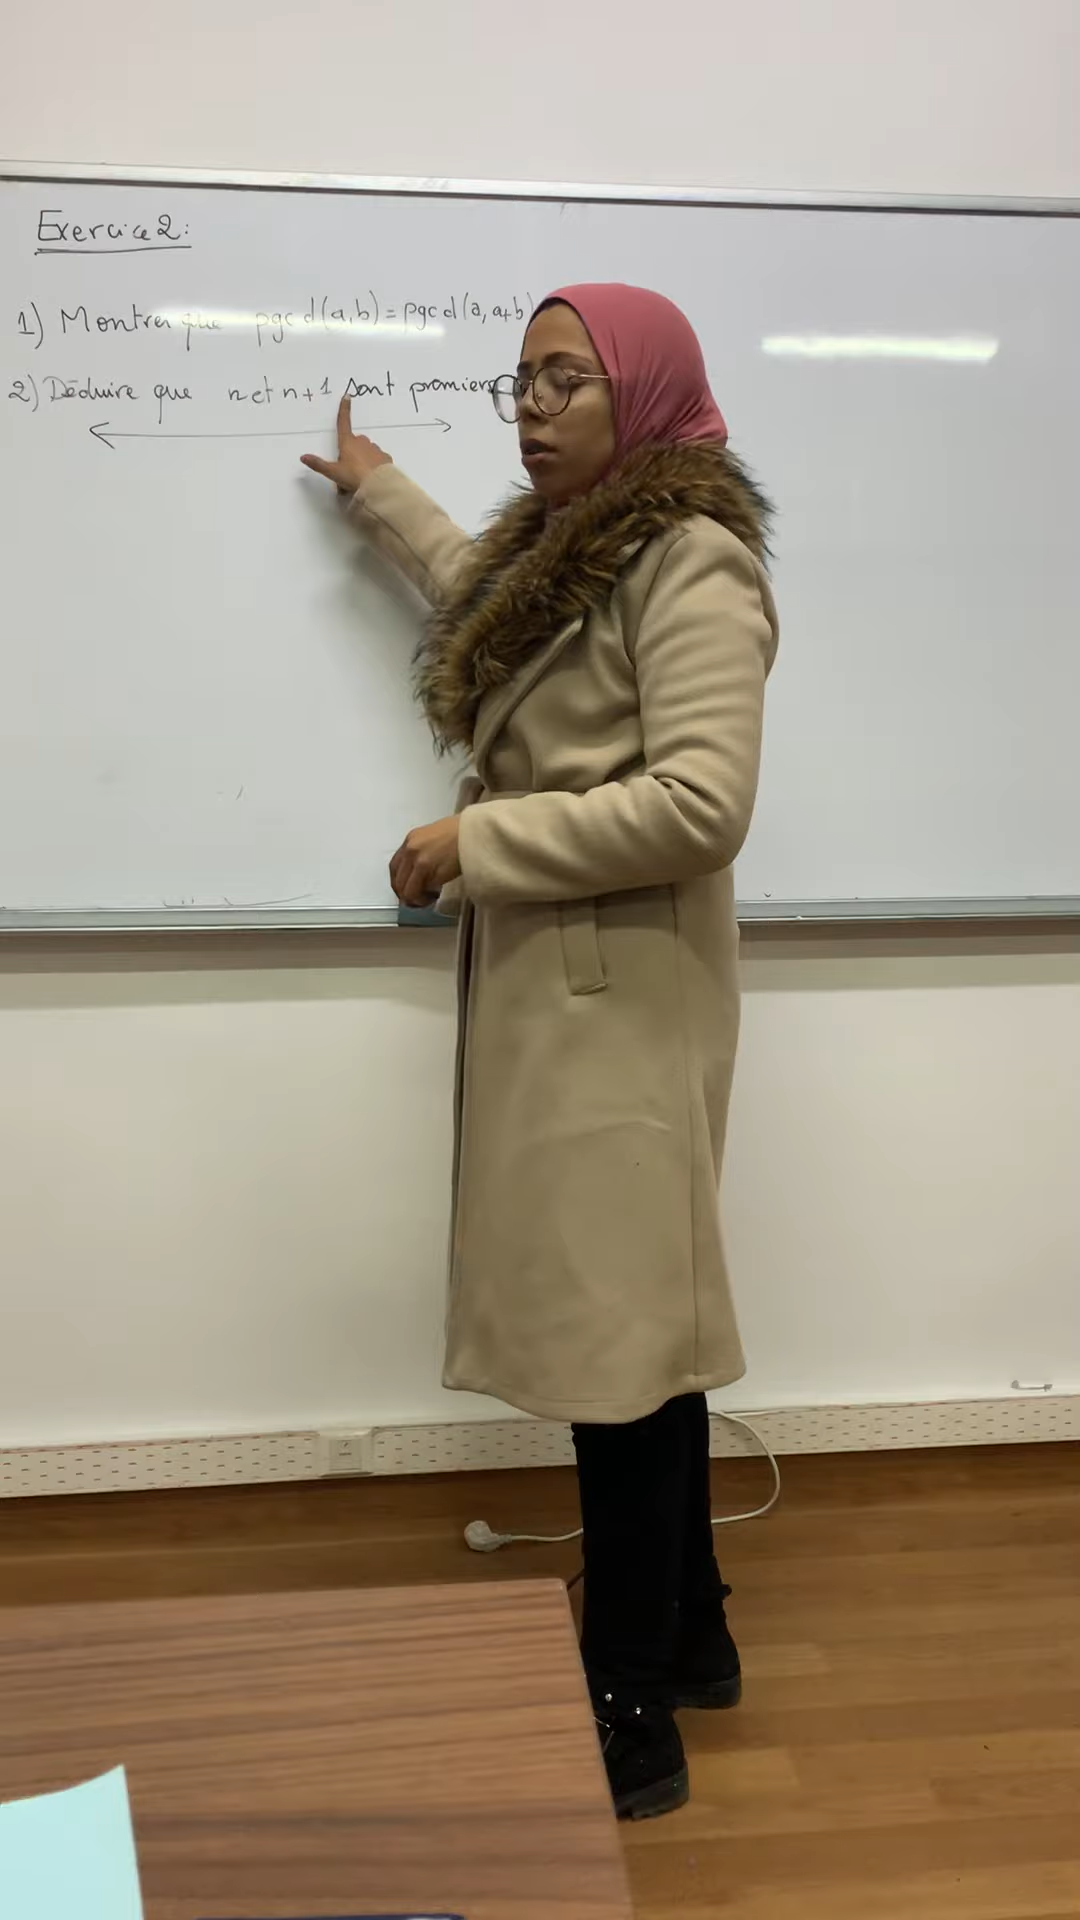 Exercice 2:
1) Montrer que pgcd(a,b)=pgcd(a, a+b)
2) Déduire que n et n+1 sont premiers